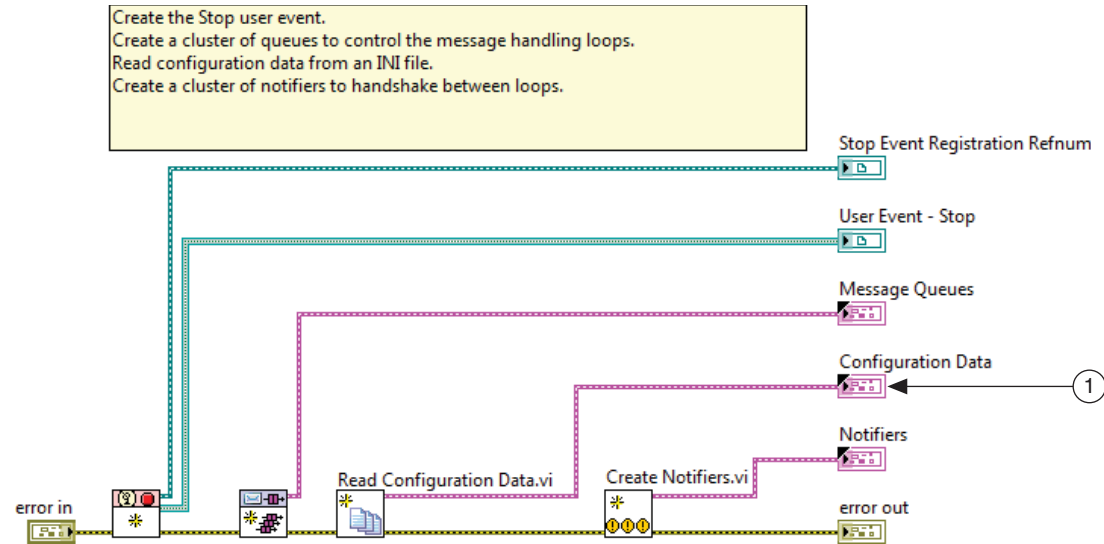 Create the Stop user event.
Create a cluster of queues to control the message handling loops.
Read configuration data from an INI file.
Create a cluster of notifiers to handshake between loops.
Stop Event Registration Refnum
User Event - Stop
Message Queues
Configuration Data
1
Notifiers
Read Configuration Data.vi
Create Notifiers.vi
error in
error out